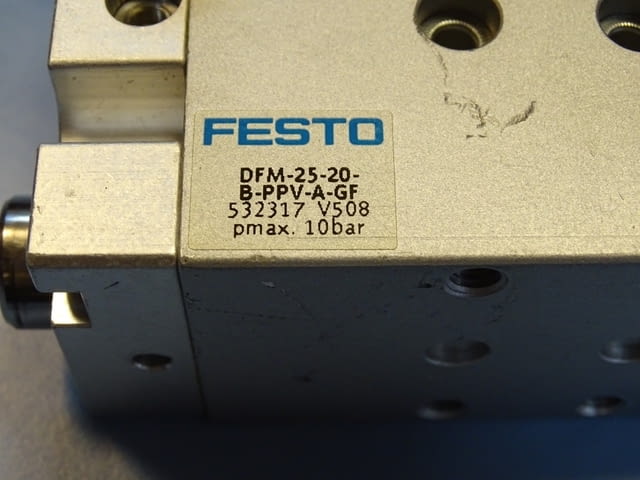 FESTO
DFM-25-20-
B-PPV-A-GF
532317 V508
pmax. 10bar